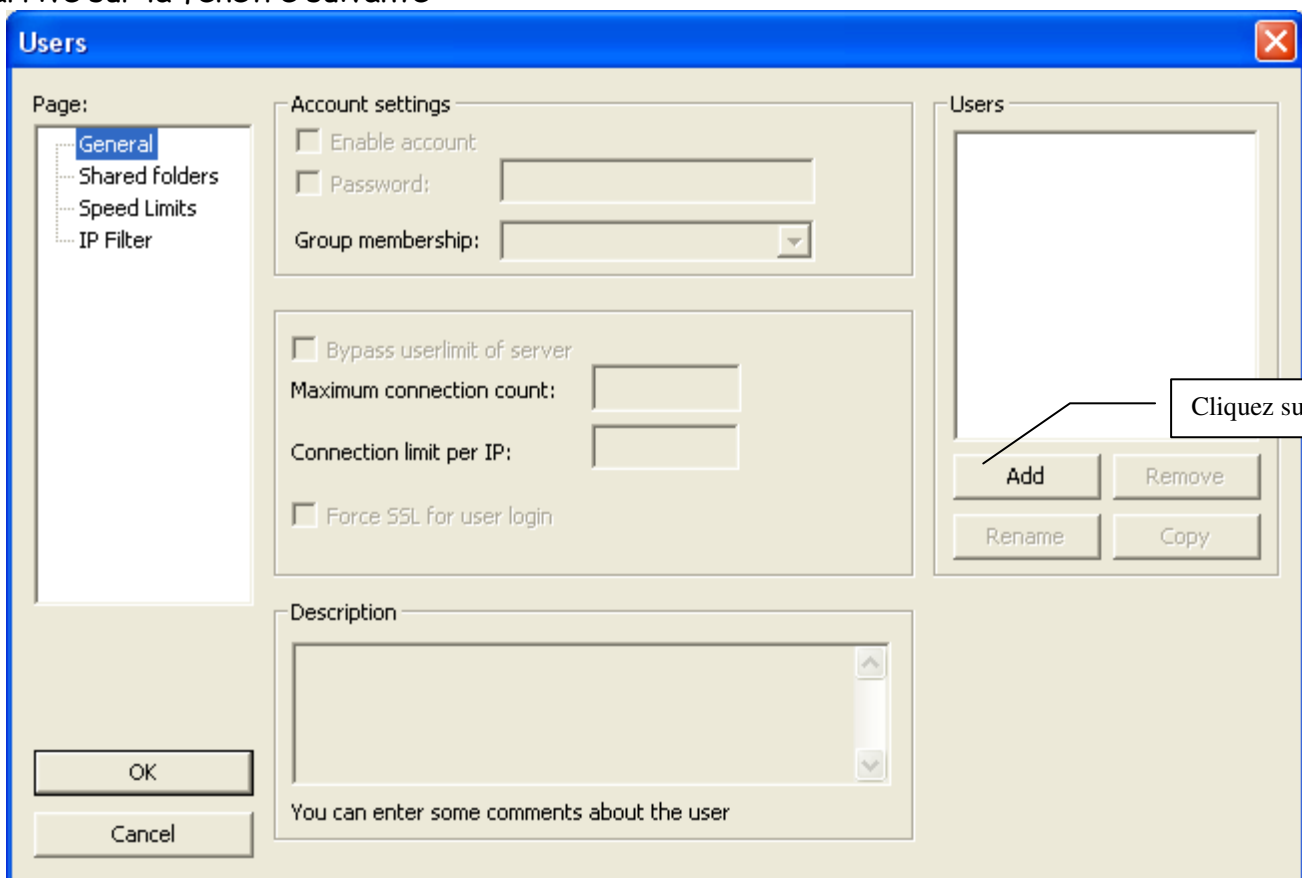 sur la
Users
Page:
General
Shared folders
Speed Limits
IP Filter
OK
Cancel
Account settings
Enable account
Password:
Group membership:
Bypass userlimit of server
Maximum connection count:
Connection limit per IP:
Force SSL for user login
Description
You can enter some comments about the user
Users
Cliquez su
Add
Remove
Rename
Copy